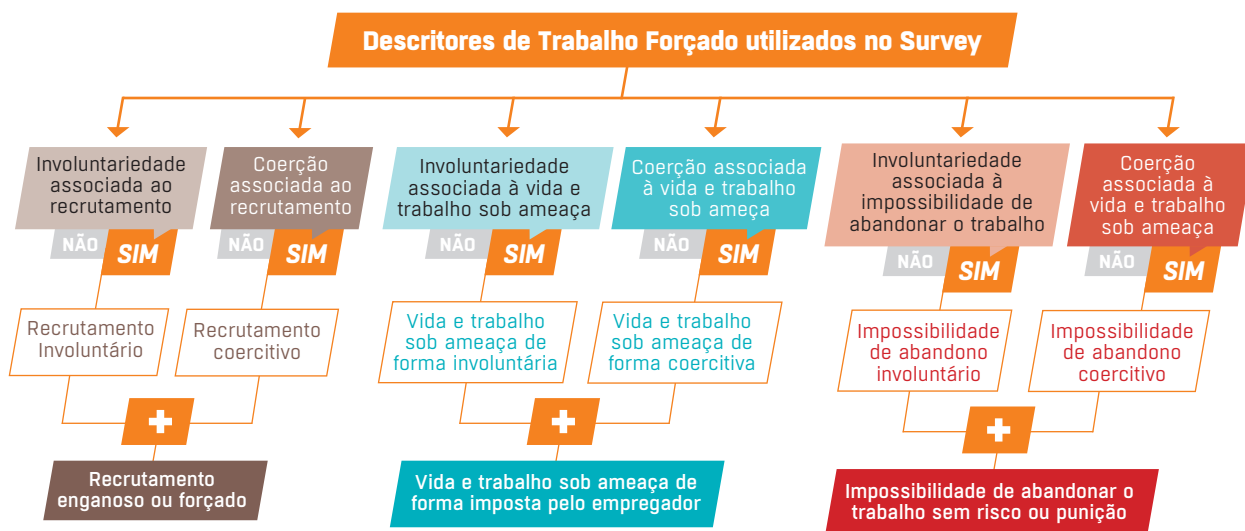 Descritores de Trabalho Forçado utilizados no Survey
Involuntariedade
associada ao
recrutamento
NÃO
SIM
Coerção
associada ao
recrutamento
NÃO
SIM
Involuntariedade
associada à vida e
trabalho sob ameaça
NÃO
SIM
Coerção associada
à vida e trabalho
sob ameça
NÃO
SIM
Involuntariedade
associada à
impossibilidade de
abandonar o trabalho
NÃO
SIM
Coerção
associada à
vida e trabalho
sob ameaça
NÃO
SIM
Recrutamento
Involuntário
Recrutamento
coercitivo
Vida e trabalho
sob ameaça de
forma involuntária
Vida e trabalho
sob ameaça de
forma coercitiva
Impossibilidade
de abandono
involuntário
Impossibilidade
de abandono
coercitivo
+
+
+
Recrutamento
enganoso ou forçado
Vida e trabalho sob ameaça de
forma imposta pelo empregador
Impossibilidade de abandonar o
trabalho sem risco ou punição